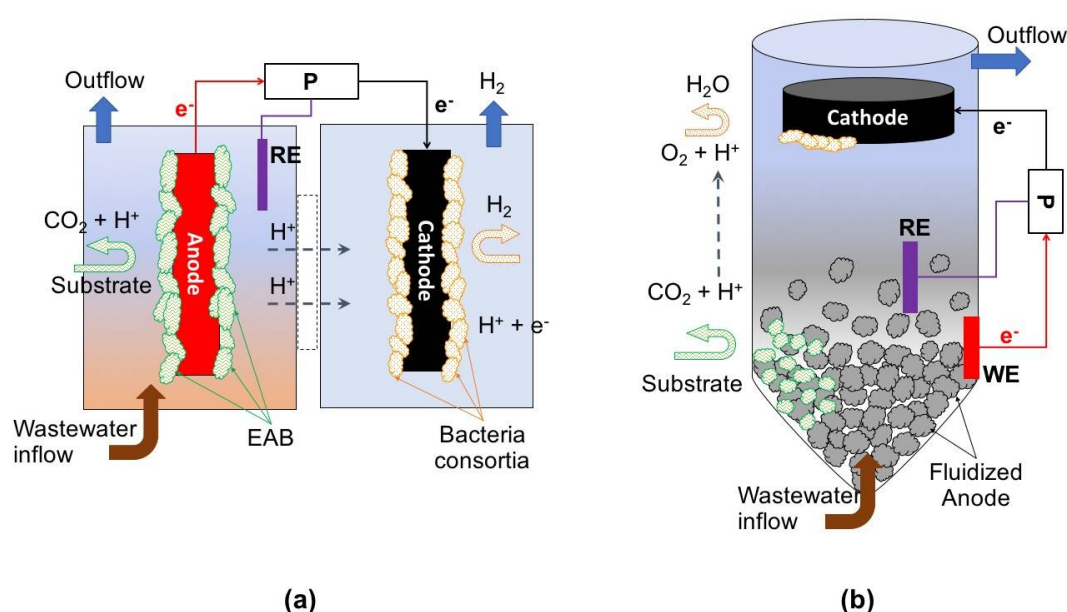 Outflow
P
H2
e-
e-
RE
CO2 + H+
Substrate
Anode
H+
H+
Cathode
H2
H+ + e-
Wastewater
inflow
EAB
Bacteria
consortia
(a)
Outflow
H2O
O2 + H+
Cathode
e-
P
RE
CO2 + H+
Substrate
e-
WE
Fluidized
Anode
Wastewater
inflow
(b)